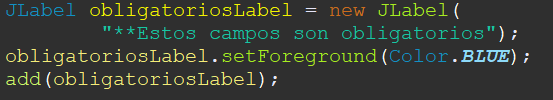 JLabel obligatoriosLabel = new JLabel(
"**Estos campos son obligatorios");
obligatoriosLabel.setForeground(Color.BLUE);
add(obligatoriosLabel);